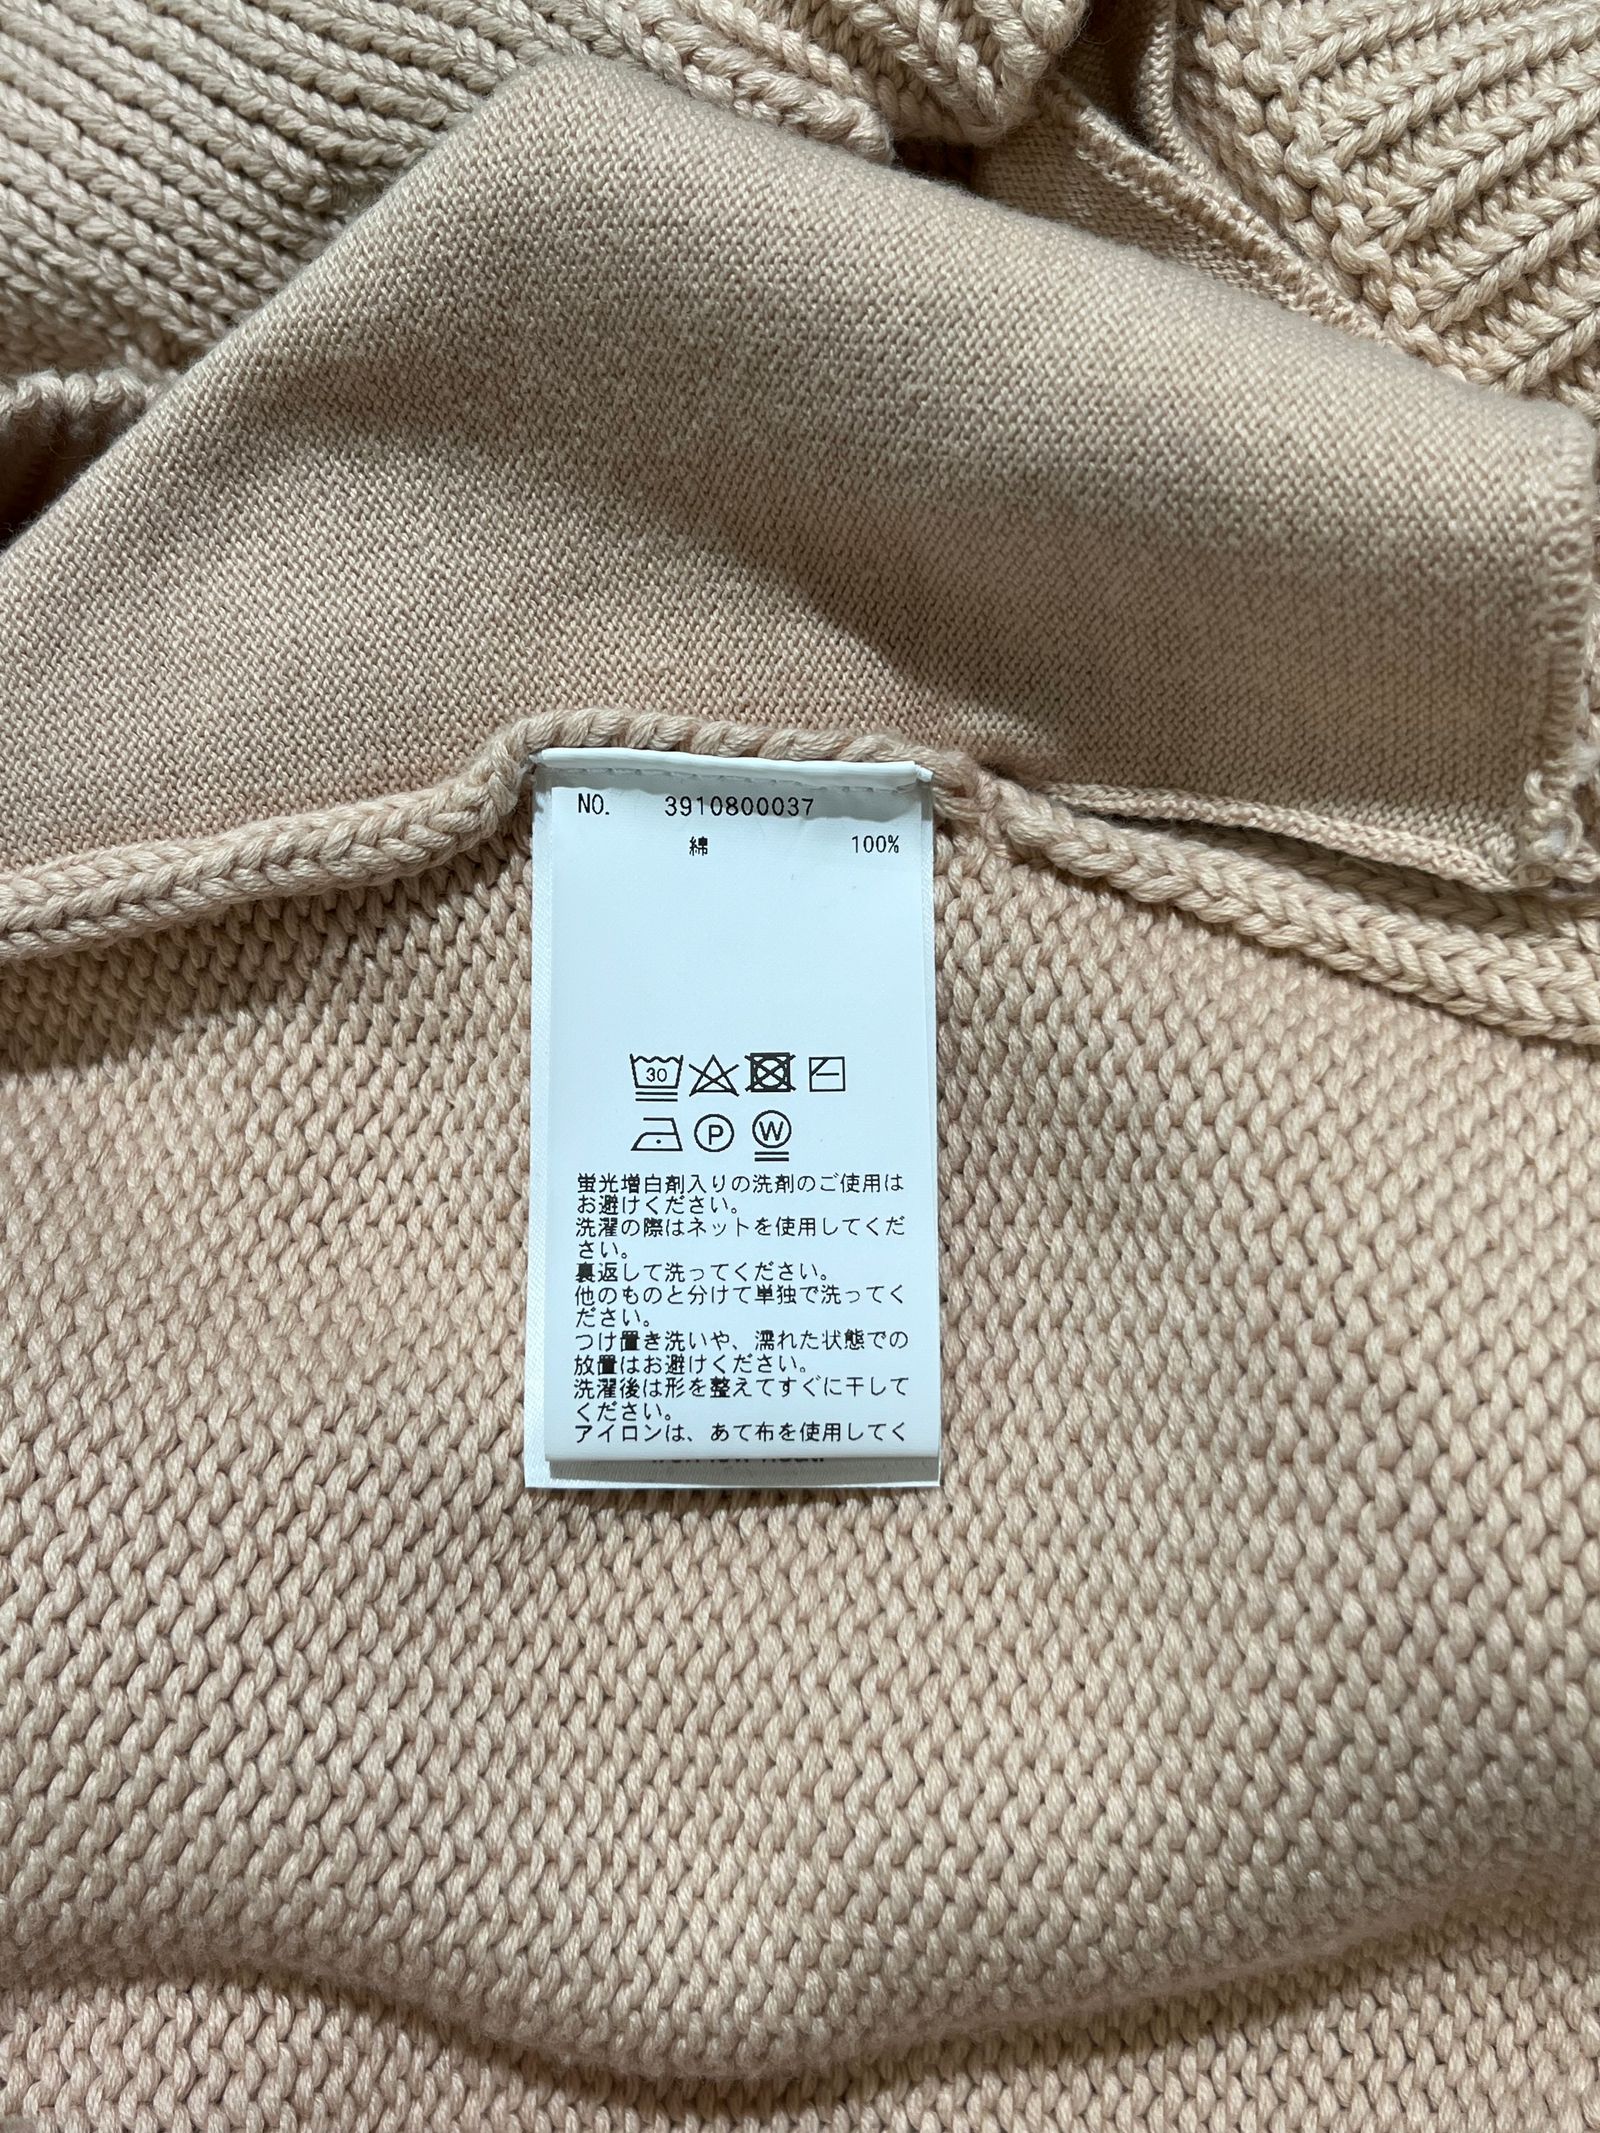 NO. 3910800037
綿 100%
30
P W
蛍光増白剤入りの洗剤のご使用は
お避けください。
洗濯の際はネットを使用してくだ
さい。
裏返して洗ってください。
他のものと分けて単独で洗ってく
ださい。
つけ置き洗いや、濡れた状態での
放置はお避けください。
洗濯後は形を整えてすぐに干して
ください。
アイロンは、あて布を使用してく